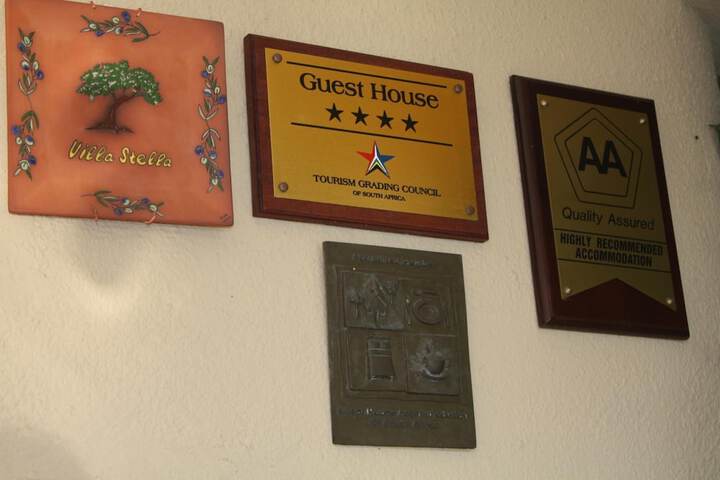 Villa Stella
Guest House
TOURISM GRADING COUNCIL
OF SOUTH AFRICA
AA
Quality Assured
HIGHLY RECOMMENDED
ACCOMMODATION